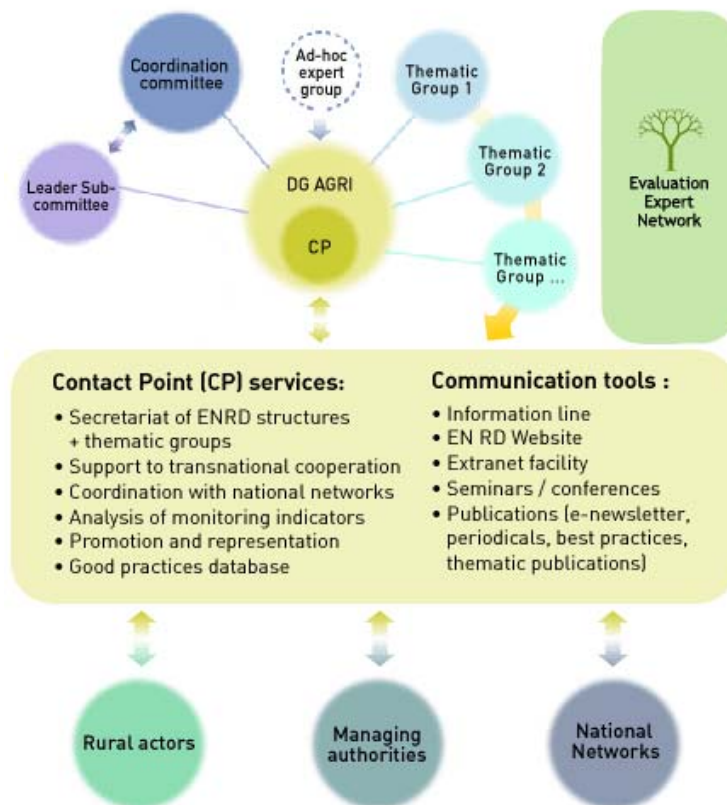 Coordination
committee
Ad-hoc
expert
group
Thematic
Group 1
Leader Sub-
committee
DG AGRI
CP
Thematic
Group 2
Thematic
Group ...
Evaluation
Expert
Network
Contact Point (CP) services:
• Secretariat of ENRD structures
+ thematic groups
• Support to transnational cooperation
• Coordination with national networks
• Analysis of monitoring indicators
• Promotion and representation
• Good practices database
Communication tools :
• Information line
• EN RD Website
• Extranet facility
• Seminars / conferences
• Publications (e-newsletter,
periodicals, best practices,
thematic publications)
Rural actors
Managing
authorities
National
Networks